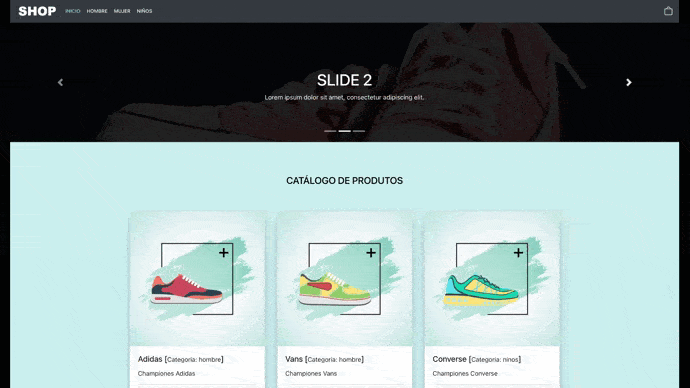 SHOP INICIO HOMBRE MUJER NIÑOS
SLIDE 2
Lorem ipsum dolor sit amet, consectetur adipiscing elit.
CATÁLOGO DE PRODUTOS
Adidas [Categoria: hombre]
Championes Adidas
Vans [Categoria: hombre]
Championes Vans
Converse [Categoria: ninos]
Championes Converse